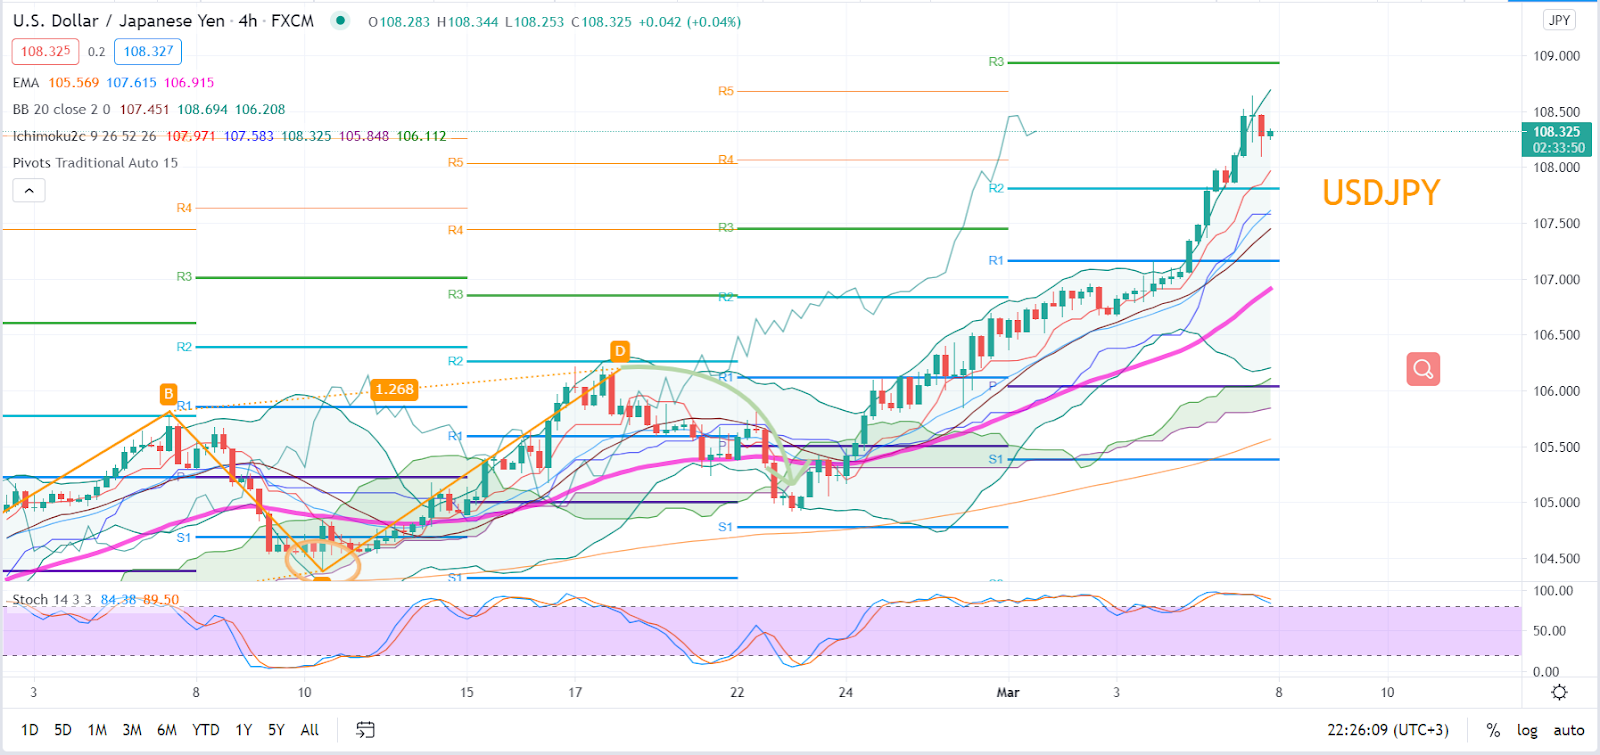 U.S. Dollar / Japanese Yen · 4h · FXCM O108.283 H108.344 L108.253 C108.325 +0.042 (+0.04%)
JPY
108.325 0.2 108.327
EMA 105.569 107.615 106.915
BB 20 close 2 0 107.451 108.694 106.208
Ichimoku2c 9 26 52 26 107.971 107.583 108.325 105.848 106.112
Pivots Traditional Auto 15
USDJPY
R4
R3
R2
R1
S1
R5
R4
R3
R2
R1
S1
R5
R4
R3
R2
R1
P
S1
R3
R2
R1
P
S1
B
D
1.268
109.000
108.500
108.325
02:33:50
108.000
107.500
107.000
106.500
106.000
105.500
105.000
104.500
Stoch 14 3 3 84.38 89.50
100.00
50.00
0.00
3 8 10 15 17 22 24 Mar 3 8 10
1D 5D 1M 3M 6M YTD 1Y 5Y All
22:26:09 (UTC+3) % log auto